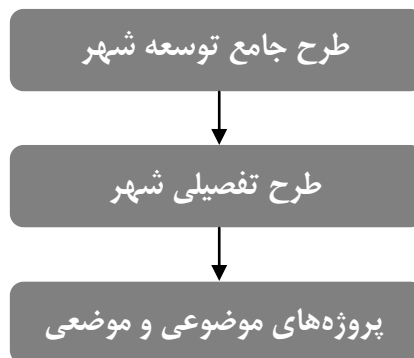 طرح جامع توسعه شهر
طرح تفصیلی شهر
پروژه‌های موضوعی و موضعی